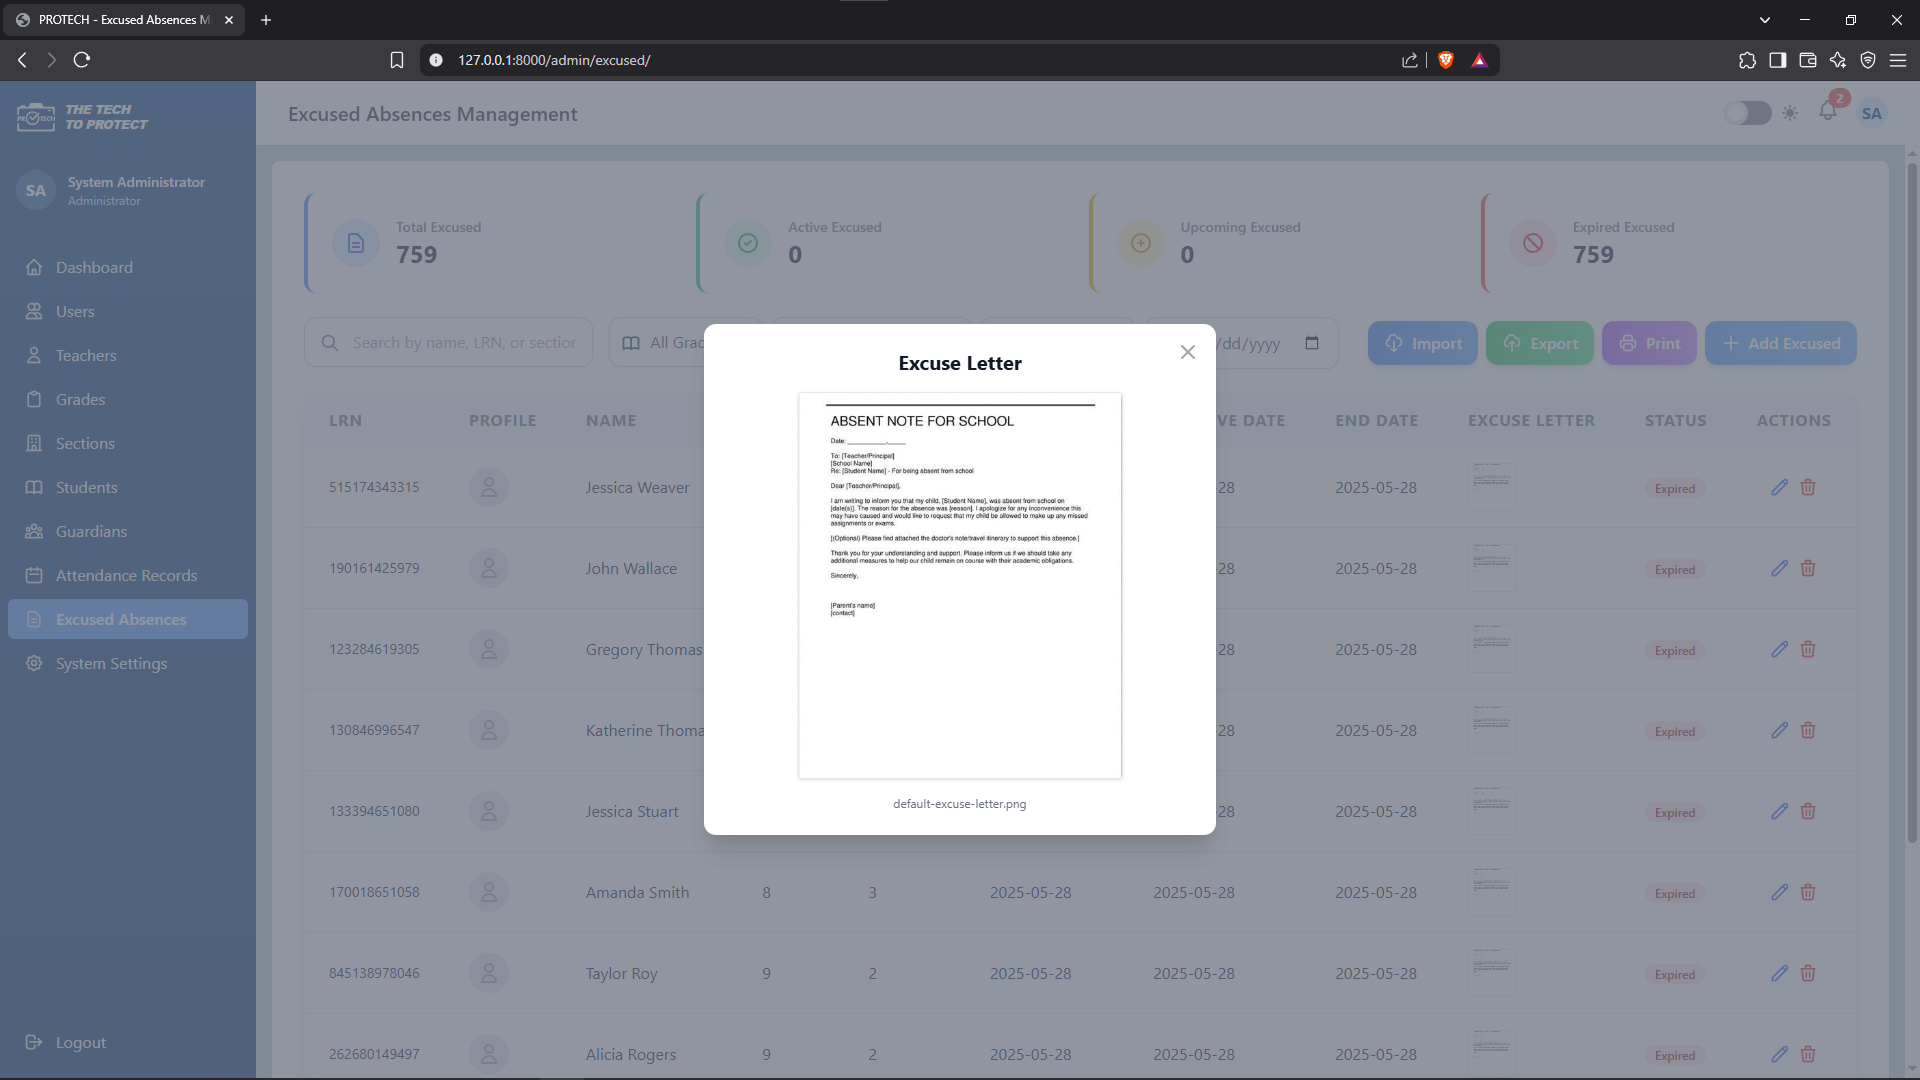 PROTECH - Excused Absences M
127.0.0.1:8000/admin/excused/
THE TECH
TO PROTECT
PROTECH
Excused Absences Management
2
SA
SA
System Administrator
Administrator
Dashboard
Users
Teachers
Grades
Sections
Students
Guardians
Attendance Records
Excused Absences
System Settings
Logout
Total Excused
759
Active Excused
0
Upcoming Excused
0
Expired Excused
759
Search by name, LRN, or section
All Grad
/dd/yyyy
Import
Export
Print
Add Excused
LRN PROFILE NAME VE DATE END DATE EXCUSE LETTER STATUS ACTIONS
515174343315 Jessica Weaver -28 2025-05-28 Expired
190161425979 John Wallace -28 2025-05-28 Expired
123284619305 Gregory Thomas -28 2025-05-28 Expired
130846996547 Katherine Thoma -28 2025-05-28 Expired
133394651080 Jessica Stuart -28 2025-05-28 Expired
170018651058 Amanda Smith 8 3 2025-05-28 2025-05-28 2025-05-28 Expired
845138978046 Taylor Roy 9 2 2025-05-28 2025-05-28 2025-05-28 Expired
262680149497 Alicia Rogers 9 2 2025-05-28 2025-05-28 2025-05-28 Expired
Excuse Letter
ABSENT NOTE FOR SCHOOL
Date: ___________,_____
To: [Teacher/Principal]
[School Name]
Re: [Student Name] - For being absent from school
Dear [Teacher/Principal],
I am writing to inform you that my child, [Student Name], was absent from school on
[date(s)]. The reason for the absence was [reason]. I apologize for any inconvenience this
may have caused and would like to request that my child be allowed to make up any missed
assignments or exams.
[(Optional) Please find attached the doctor's note/travel itinerary to support this absence.]
Thank you for your understanding and support. Please inform us if we should take any
additional measures to help our child remain on course with their academic obligations.
Sincerely,
[Parent's name]
[contact]
default-excuse-letter.png